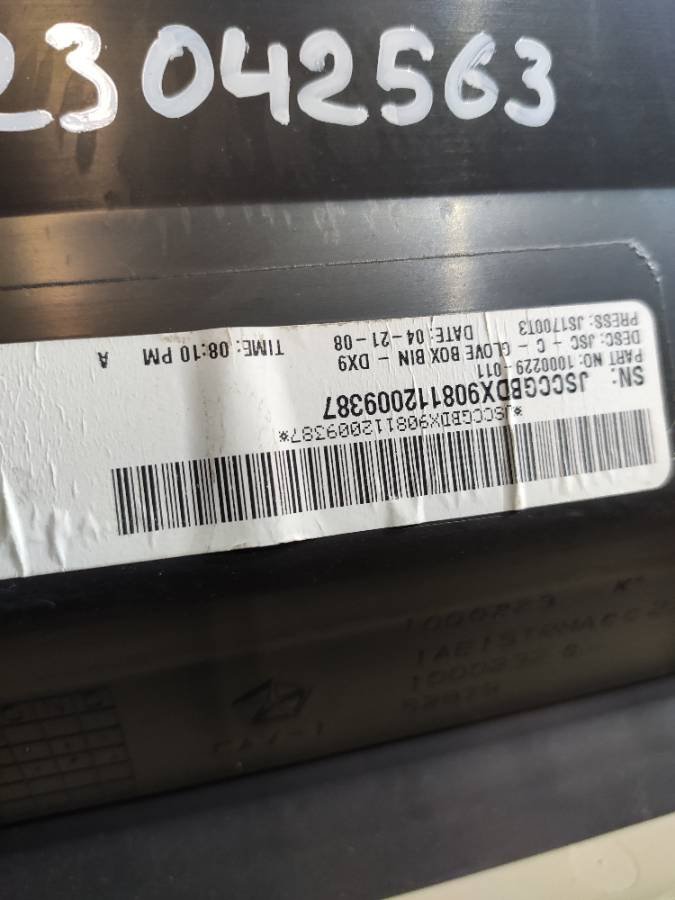 23042563
SN: JSCCGBDX908112009387
PART NO: 1000229-011
DESC: JSC - C - GLOVE BOX BIN - DX9
PRESS: JS1700T3
DATE: 04-21-08
TIME: 08:10 PM
A
*JSCCGBDX908112009387*